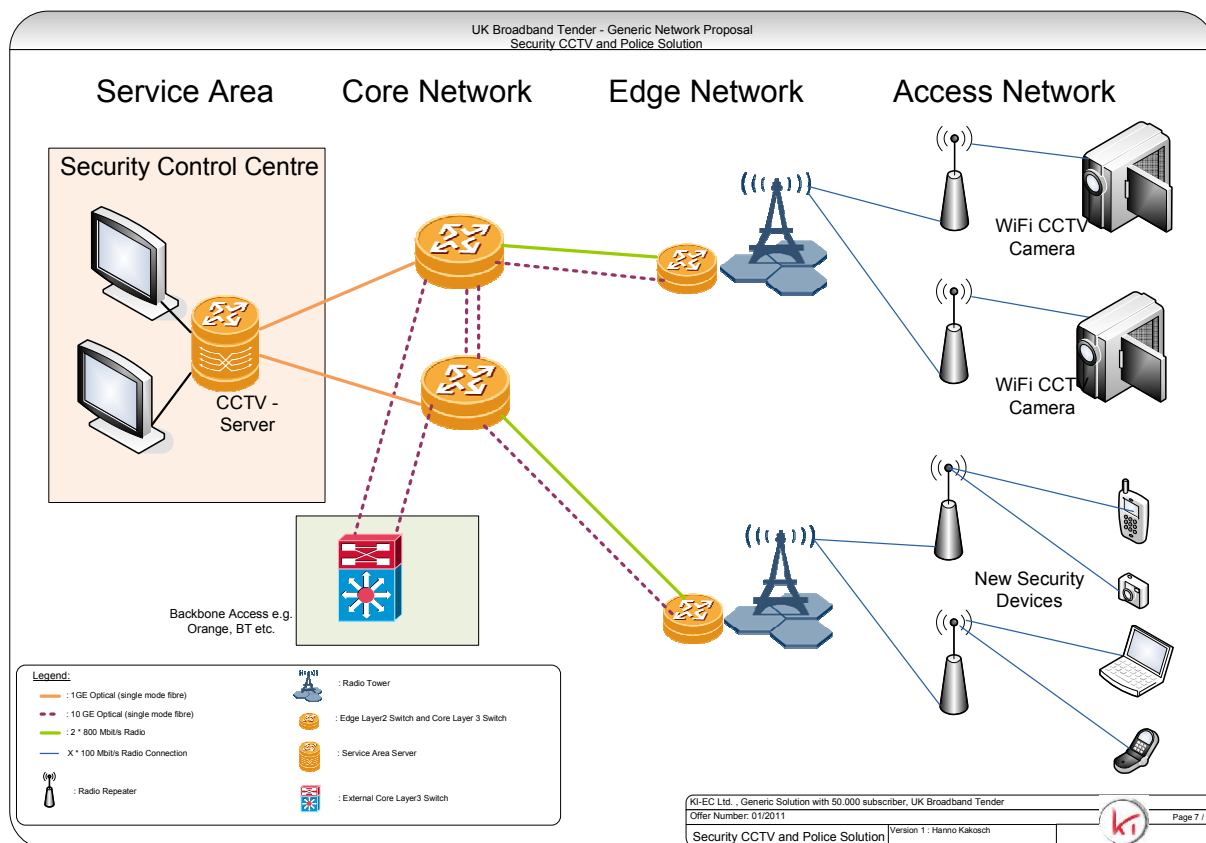 UK Broadband Tender - Generic Network Proposal
Security CCTV and Police Solution
Service Area
Core Network
Edge Network
Access Network
Security Control Centre
WiFi CCTV
Camera
WiFi CCTV
Camera
CCTV -
Server
New Security
Devices
Backbone Access e.g.
Orange, BT etc.
Legend:
: 1GE Optical (single mode fibre)
: 10 GE Optical (single mode fibre)
: 2 * 800 Mbit/s Radio
X * 100 Mbit/s Radio Connection
: Radio Repeater
: Radio Tower
: Edge Layer2 Switch and Core Layer 3 Switch
: Service Area Server
: External Core Layer3 Switch
KI-EC Ltd. , Generic Solution with 50.000 subscriber, UK Broadband Tender
Offer Number: 01/2011
Page 7 /
Security CCTV and Police Solution
Version 1 : Hanno Kakosch
KI